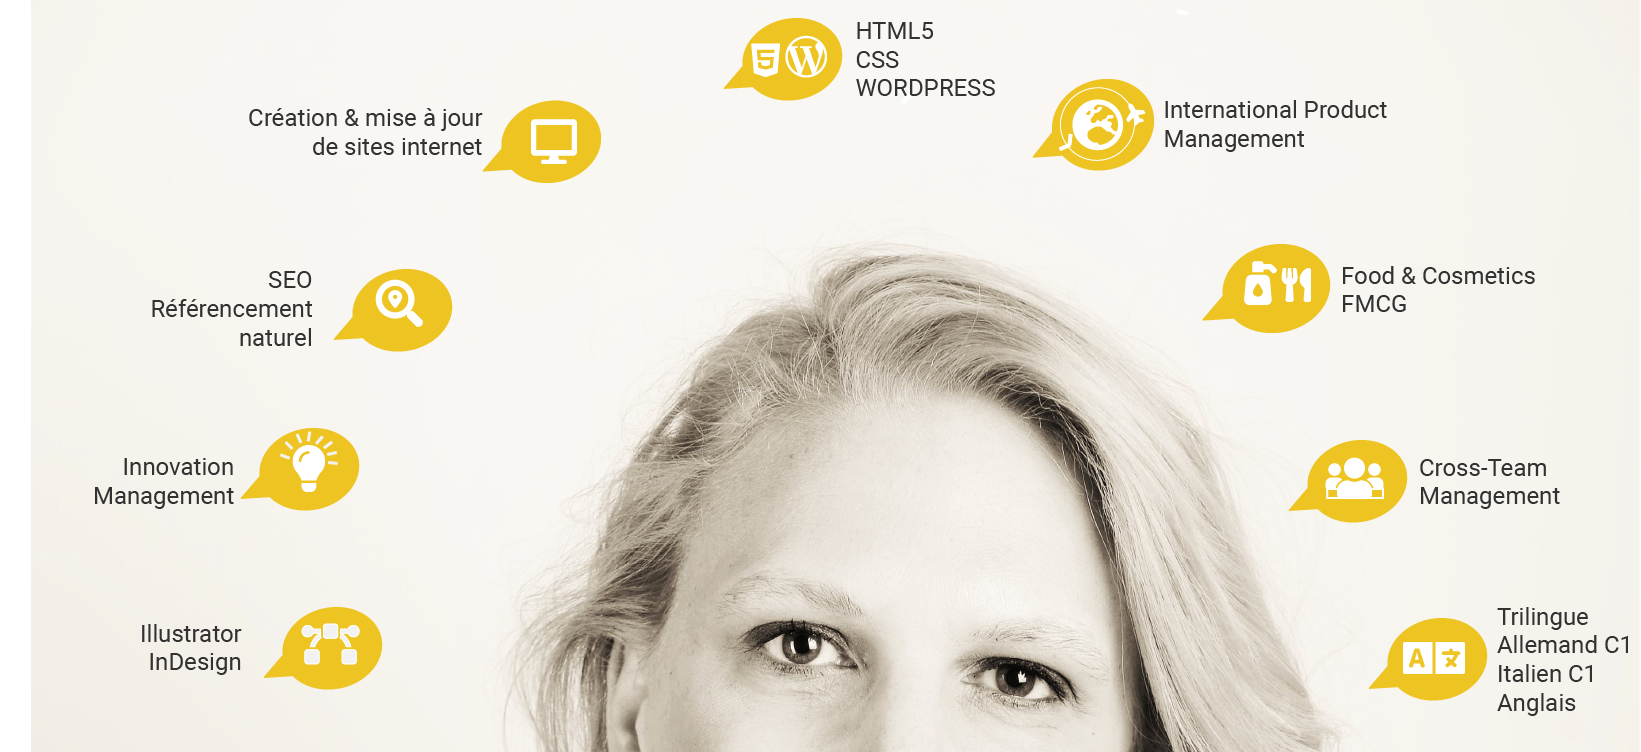 HTML5
CSS
WORDPRESS
Création & mise à jour
de sites internet
International Product
Management
SEO
Référencement
naturel
Food & Cosmetics
FMCG
Innovation
Management
Cross-Team
Management
Illustrator
InDesign
Trilingue
Allemand C1
Italien C1
Anglais